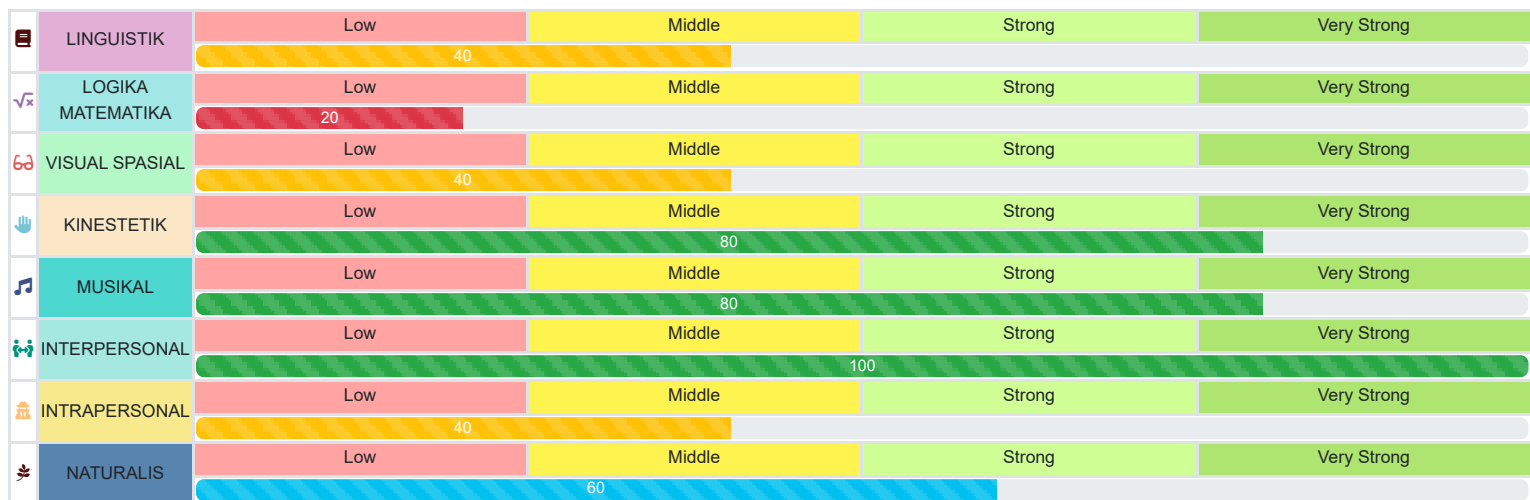 LINGUISTIK
Low Middle Strong Very Strong
40
LOGIKA
MATEMATIKA
Low Middle Strong Very Strong
20
VISUAL SPASIAL
Low Middle Strong Very Strong
40
KINESTETIK
Low Middle Strong Very Strong
80
MUSIKAL
Low Middle Strong Very Strong
80
INTERPERSONAL
Low Middle Strong Very Strong
100
INTRAPERSONAL
Low Middle Strong Very Strong
40
NATURALIS
Low Middle Strong Very Strong
60